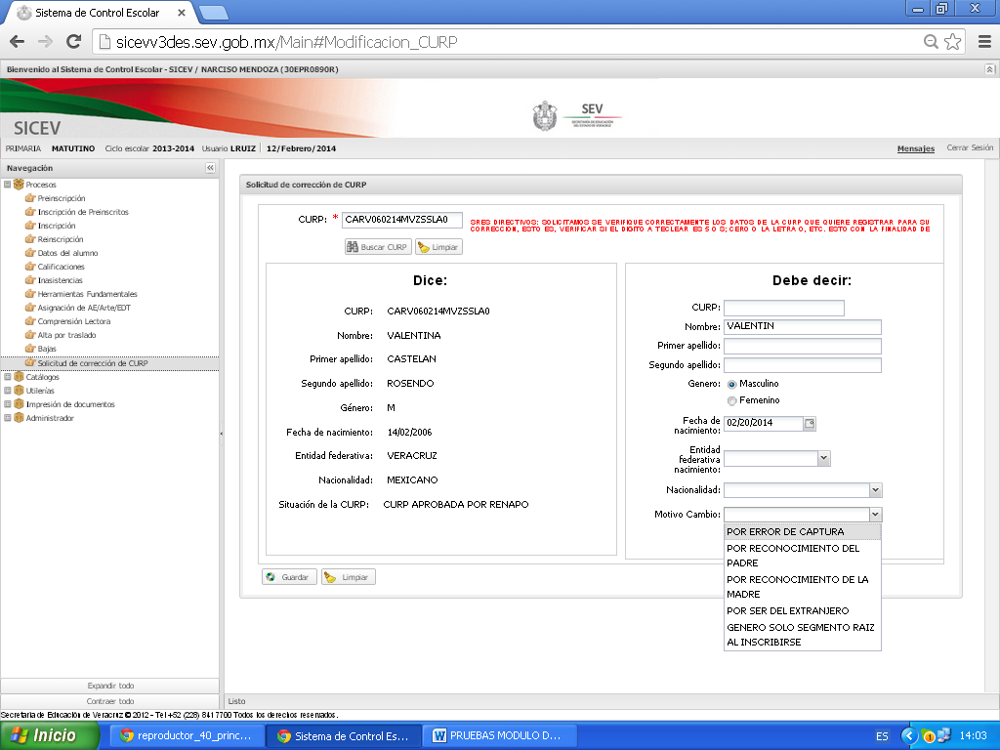 Sistema de Control Escolar
sicevv3des.sev.gob.mx/Main#Modificacion_CURP
Bienvenido al Sistema de Control Escolar - SICEV / NARCISO MENDOZA (30EPR0890R)
SICEV
SEV
SECRETARÍA DE EDUCACIÓN
DEL ESTADO DE VERACRUZ
PRIMARIA MATUTINO Ciclo escolar 2013-2014 Usuario LRUIZ 12/Febrero/2014 Mensajes Cerrar Sesión
Navegación
Procesos
Preinscripción
Inscripción de Preinscritos
Inscripción
Reinscripción
Datos del alumno
Calificaciones
Inasistencias
Herramientas Fundamentales
Asignación de AE/Arte/EDT
Comprensión Lectora
Alta por traslado
Bajas
Solicitud de corrección de CURP
Catálogos
Utilerías
Impresión de documentos
Administrador
Expandir todo
Contraer todo
Solicitud de corrección de CURP
CURP: * CARV060214MVZSSLA0
SRES DIRECTIVOS: SOLICITAMOS SE VERIFIQUE CORRECTAMENTE LOS DATOS DE LA CURP QUE QUIERE REGISTRAR PARA SU
CORRECCION, ESTO ES, VERIFICAR SI EL DIGITO A TECLEAR ES 5 O S; CERO O LA LETRA O, ETC. ESTO CON LA FINALIDAD DE
Buscar CURP Limpiar
Dice:
CURP: CARV060214MVZSSLA0
Nombre: VALENTINA
Primer apellido: CASTELAN
Segundo apellido: ROSENDO
Género: M
Fecha de nacimiento: 14/02/2006
Entidad federativa: VERACRUZ
Nacionalidad: MEXICANO
Situación de la CURP: CURP APROBADA POR RENAPO
Debe decir:
CURP:
Nombre: VALENTIN
Primer apellido:
Segundo apellido:
Genero: Masculino
Femenino
Fecha de
nacimiento: 02/20/2014
Entidad
federativa
nacimiento:
Nacionalidad:
Motivo Cambio:
POR ERROR DE CAPTURA
POR RECONOCIMIENTO DEL
PADRE
POR RECONOCIMIENTO DE LA
MADRE
POR SER DEL EXTRANJERO
GENERO SOLO SEGMENTO RAIZ
AL INSCRIBIRSE
Guardar Limpiar
Listo
Secretaría de Educación de Veracruz © 2012 - Tel +52 (228) 841 7700 Todos los derechos reservados.
Inicio
reproductor_40_princ...
Sistema de Control Es...
PRUEBAS MODULO D...
ES
14:03